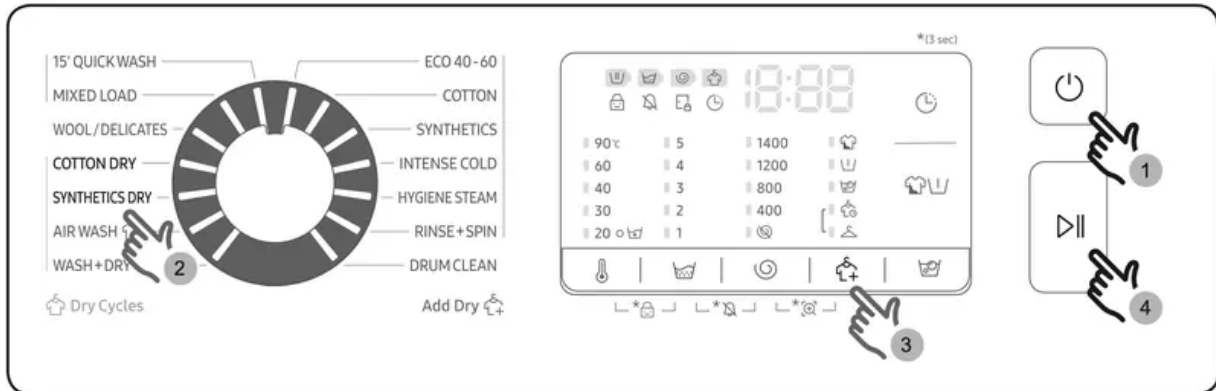 *(3 sec)
15' QUICK WASH
MIXED LOAD
WOOL/DELICATES
COTTON DRY
SYNTHETICS DRY
AIR WASH
WASH+DRY
Dry Cycles
ECO 40-60
COTTON
SYNTHETICS
INTENSE COLD
HYGIENE STEAM
RINSE+SPIN
DRUM CLEAN
Add Dry
18:88
90℃ 5 1400
60 4 1200
40 3 800
30 2 400
20 1
* * *
1
2
3
4